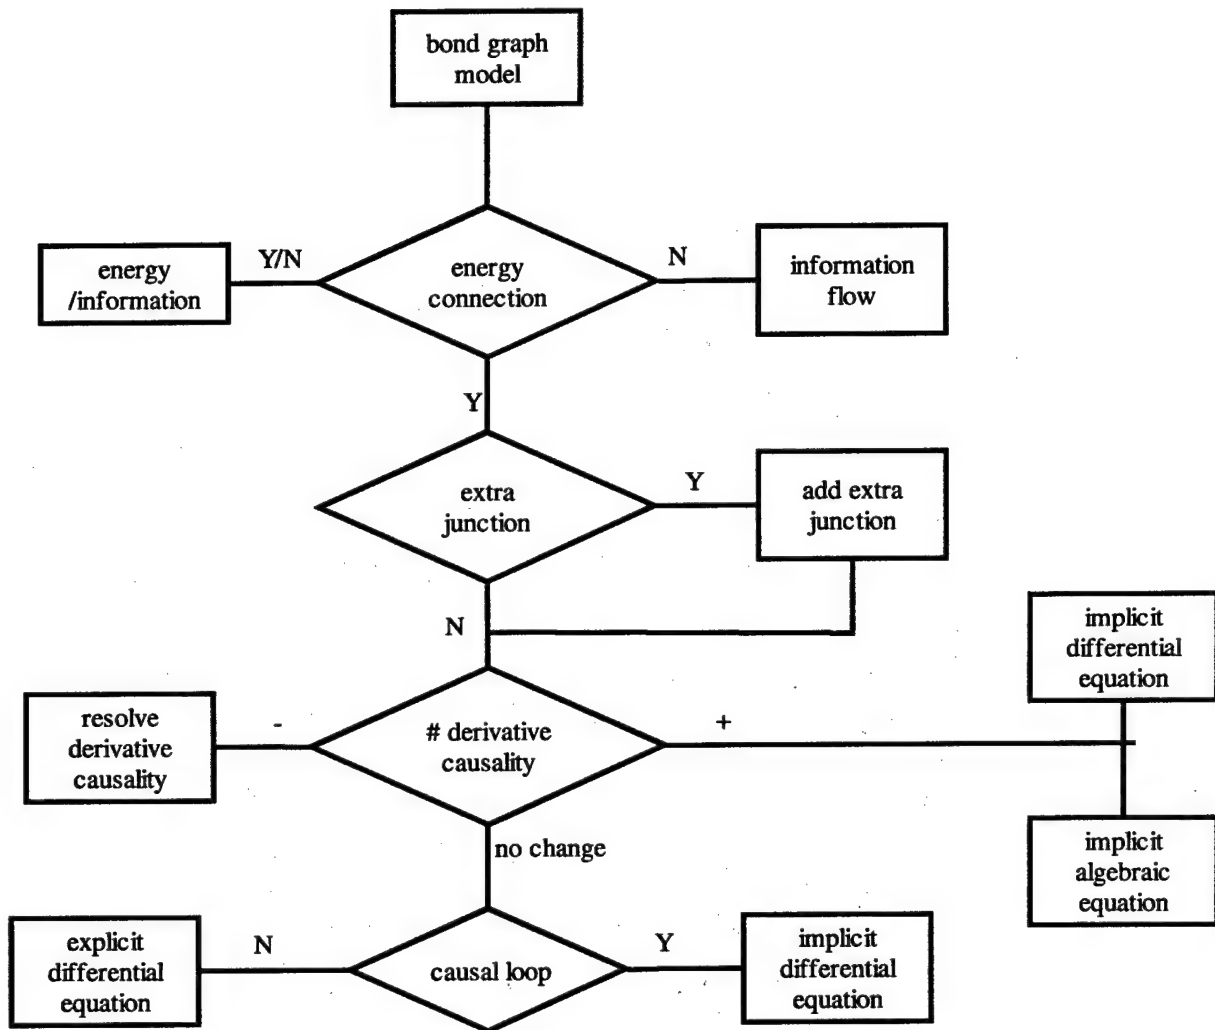 bond graph
model
Y/N
N
energy
/information
energy
connection
information
flow
Y
extra
junction
Y
add extra
junction
N
implicit
differential
equation
resolve
derivative
causality
-
# derivative
causality
+
no change
implicit
algebraic
equation
explicit
differential
equation
N
causal loop
Y
implicit
differential
equation